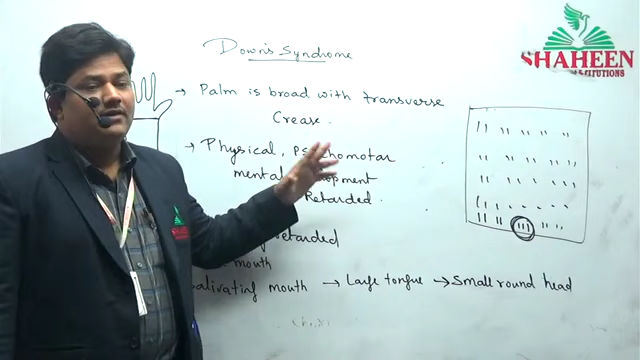 Down's Syndrome
→ Palm is broad with transverse
Crease.
→ Physical, Psychomotar
mental
Retarded.
retarded
mouth
mouth → Large tongue → Small round head
SHAHEEN
INSTITUTIONS